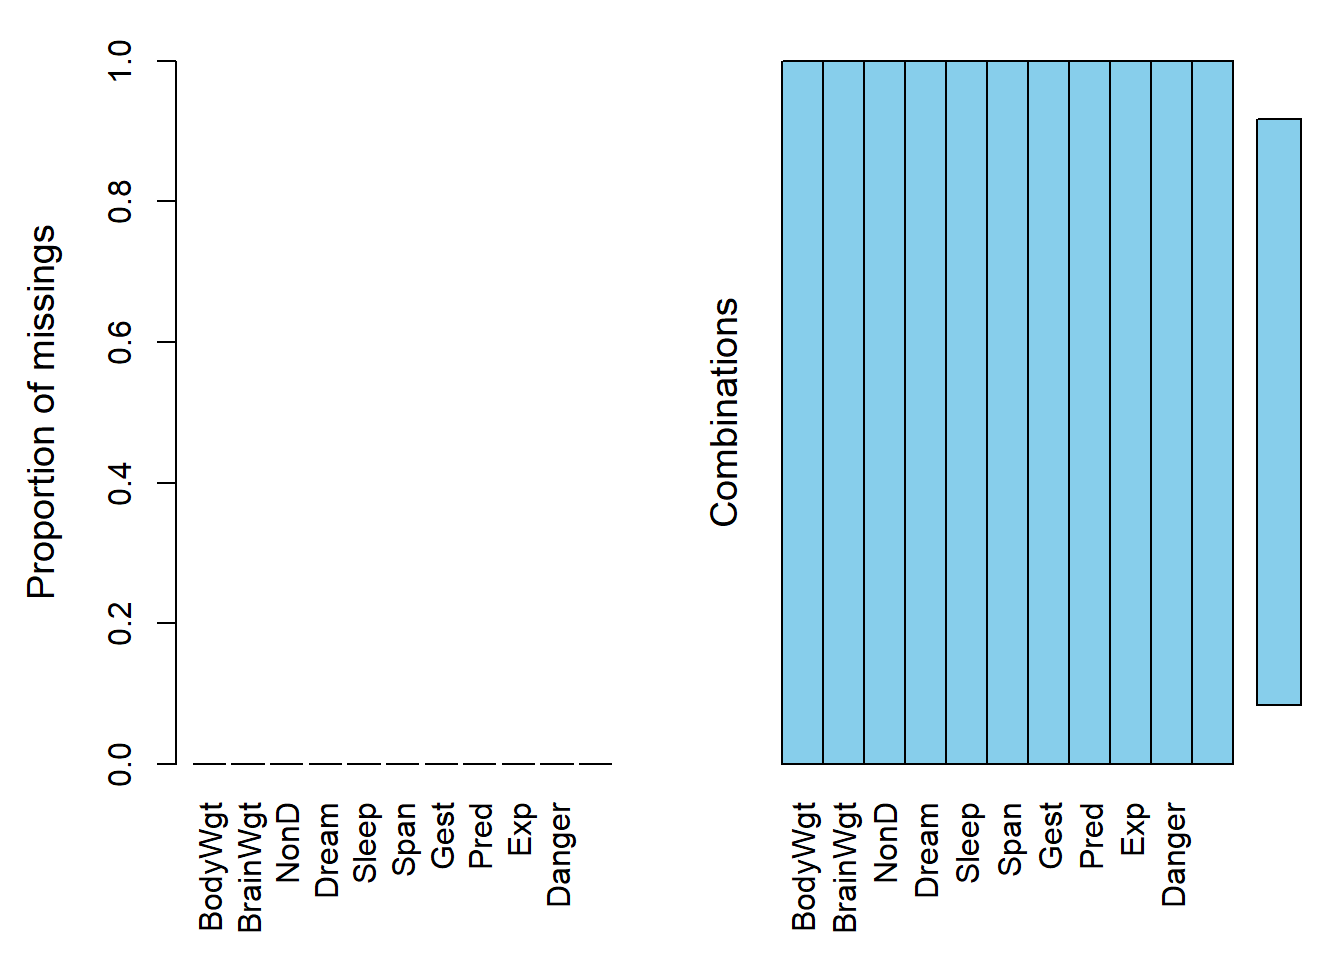 Proportion of missings
1.0
0.8
0.6
0.4
0.2
0.0
BodyWgt
BrainWgt
NonD
Dream
Sleep
Span
Gest
Pred
Exp
Danger
Combinations
BodyWgt
BrainWgt
NonD
Dream
Sleep
Span
Gest
Pred
Exp
Danger